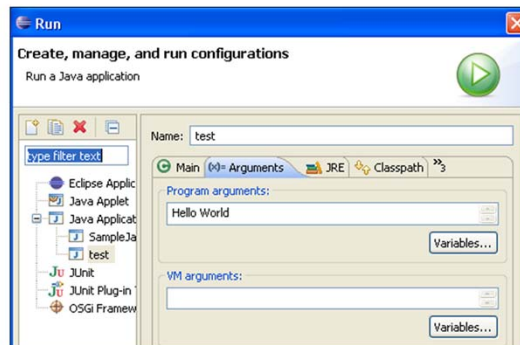 Run
Create, manage, and run configurations
Run a Java application
type filter text
Eclipse Applic
Java Applet
Java Applicat
SampleJa
test
JUnit
JUnit Plug-in
OSGi Framew
Name: test
Main (x)= Arguments JRE Classpath »3
Program arguments:
Hello World
Variables...
VM arguments:
Variables...